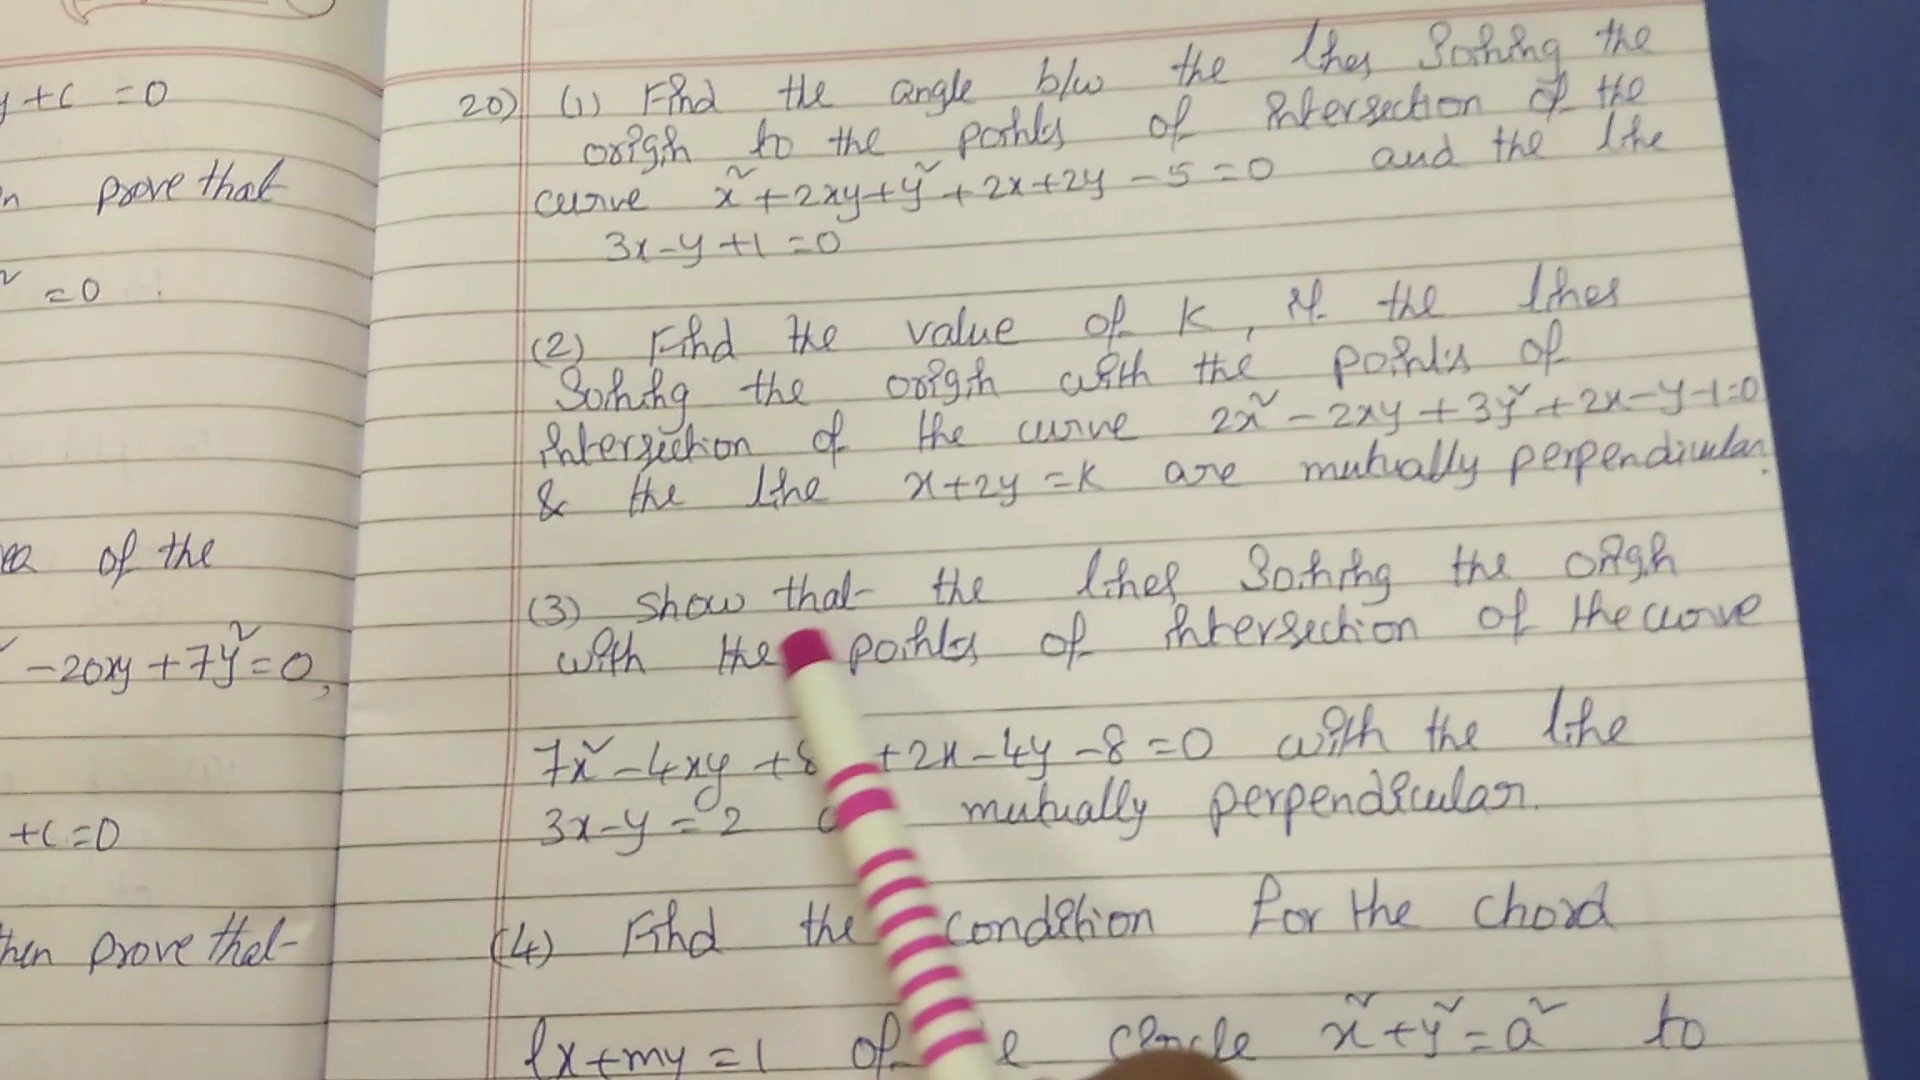 y + c = 0
prove that
= 0
of the
- 20xy + 7y² = 0,
+ c = 0
then prove that
20) (1) Find the angle b/w the lines Joining the
origin to the points of intersection of the
curve x² + 2xy + y² + 2x + 2y - 5 = 0 and the line
3x - y + 1 = 0
(2) Find the value of k, if the lines
Joining the origin with the points of
intersection of the curve 2x² - 2xy + 3y² + 2x - y - 1 = 0
& the line x + 2y = k are mutually perpendicular.
(3) show that the lines Joining the origin
with the points of intersection of the curve
7x² - 4xy + 8 + 2x - 4y - 8 = 0 with the line
3x - y = 2 mutually perpendicular.
(4) Find the condition for the chord
lx + my = 1 of circle x² + y² = a² to